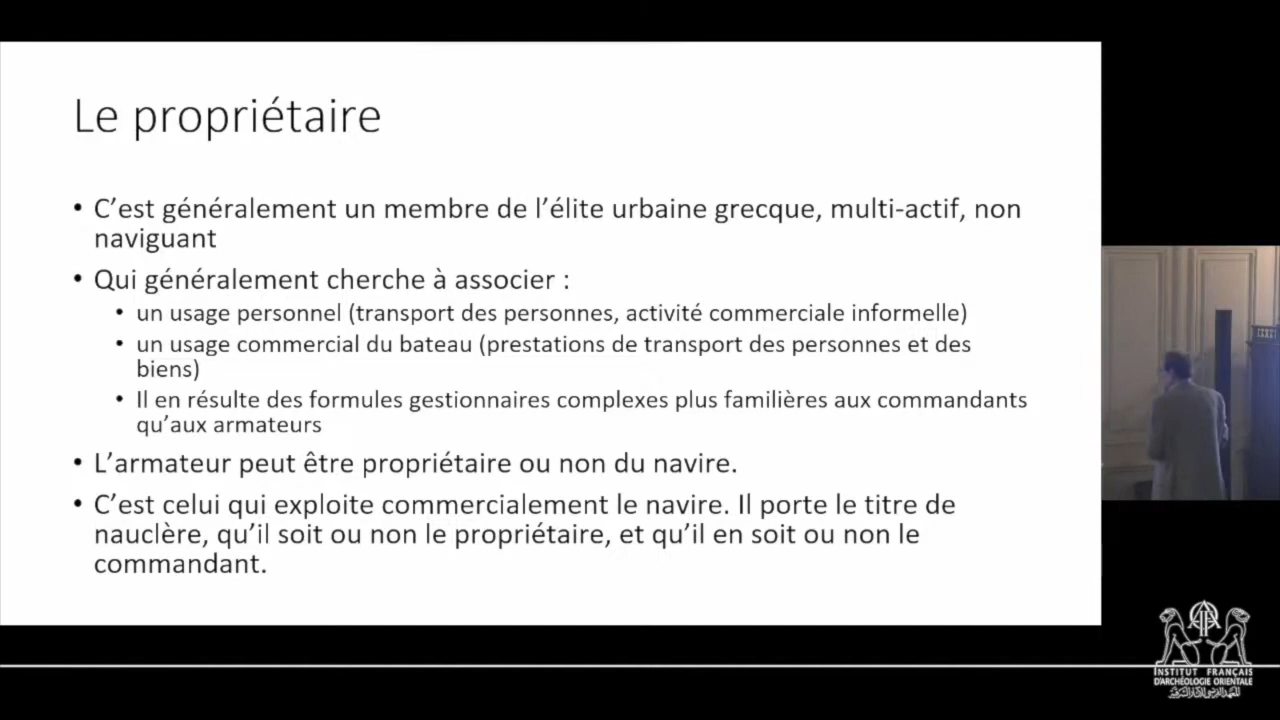 Le propriétaire
• C’est généralement un membre de l’élite urbaine grecque, multi-actif, non
naviguant
• Qui généralement cherche à associer :
• un usage personnel (transport des personnes, activité commerciale informelle)
• un usage commercial du bateau (prestations de transport des personnes et des
biens)
• Il en résulte des formules gestionnaires complexes plus familières aux commandants
qu’aux armateurs
• L’armateur peut être propriétaire ou non du navire.
• C’est celui qui exploite commercialement le navire. Il porte le titre de
nauclère, qu’il soit ou non le propriétaire, et qu’il en soit ou non le
commandant.
INSTITUT FRANÇAIS
D'ARCHÉOLOGIE ORIENTALE